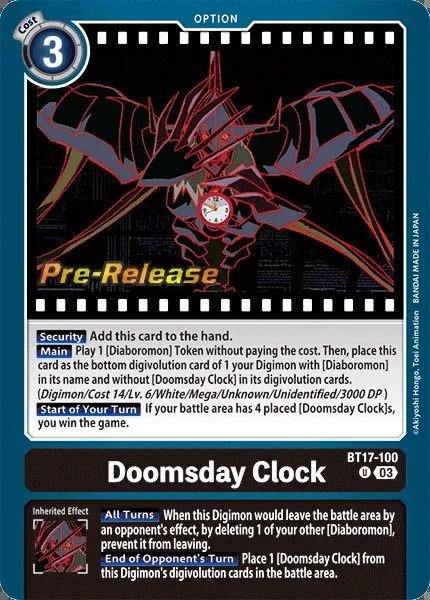 OPTION
Cost
3
Pre-Release
©Akiyoshi Hongo, Toei Animation BANDAI MADE IN JAPAN
Security Add this card to the hand.
Main Play 1 [Diaboromon] Token without paying the cost. Then, place this
card as the bottom digivolution card of 1 your Digimon with [Diaboromon]
in its name and without [Doomsday Clock] in its digivolution cards.
(Digimon/Cost 14/Lv. 6/White/Mega/Unknown/Unidentified/3000 DP )
Start of Your Turn If your battle area has 4 placed [Doomsday Clock]s,
you win the game.
BT17-100
Doomsday Clock
U 03
Inherited Effect
All Turns When this Digimon would leave the battle area by
an opponent's effect, by deleting 1 of your other [Diaboromon],
prevent it from leaving.
End of Opponent's Turn Place 1 [Doomsday Clock] from
this Digimon's digivolution cards in the battle area.